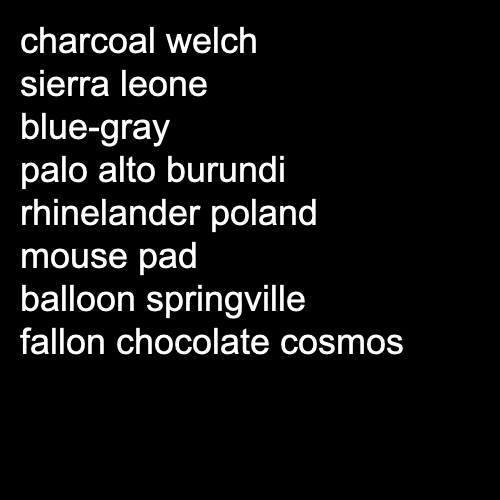 charcoal welch
sierra leone
blue-gray
palo alto burundi
rhinelander poland
mouse pad
balloon springville
fallon chocolate cosmos